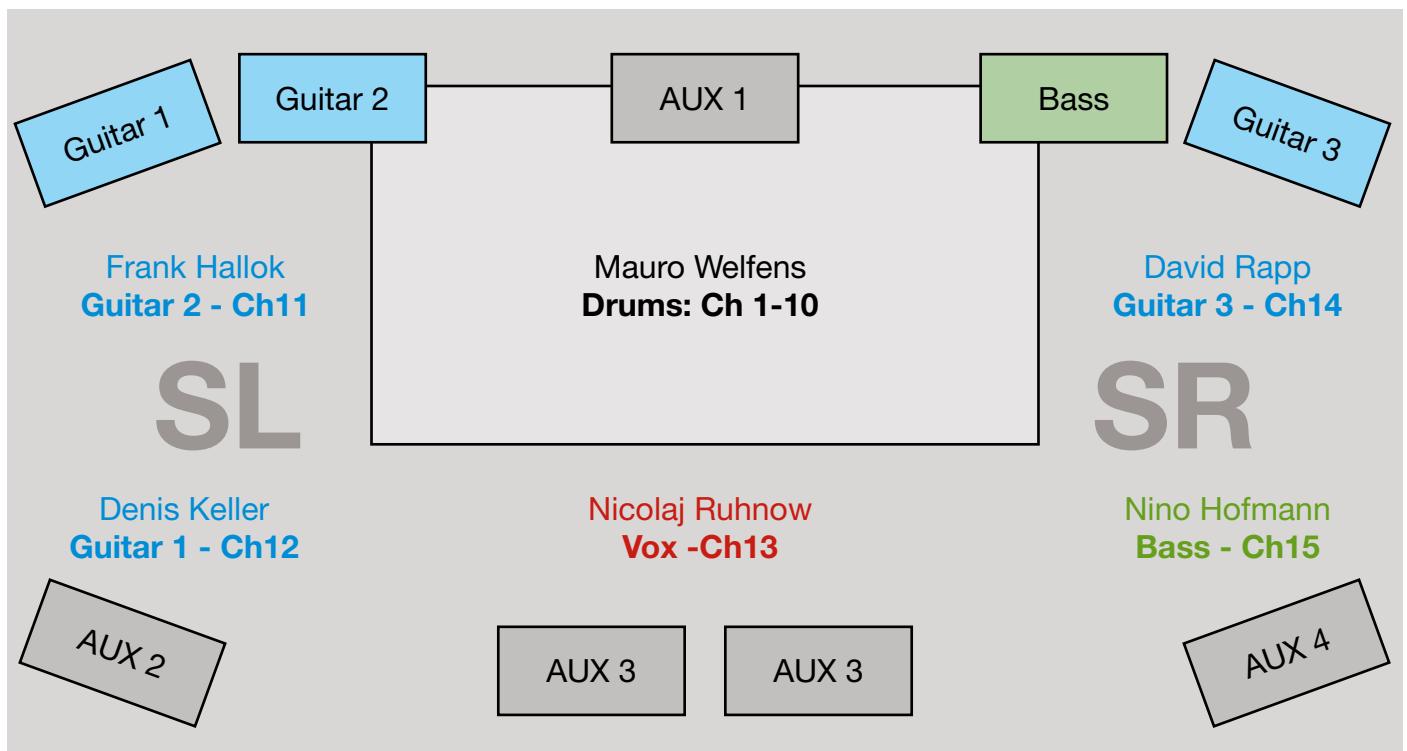 Guitar 1
Guitar 2
AUX 1
Bass
Guitar 3
Frank Hallok
Guitar 2 - Ch11
Mauro Welfens
Drums: Ch 1-10
David Rapp
Guitar 3 - Ch14
SL
SR
Denis Keller
Guitar 1 - Ch12
Nicolaj Ruhnow
Vox -Ch13
Nino Hofmann
Bass - Ch15
AUX 2
AUX 3
AUX 3
AUX 4